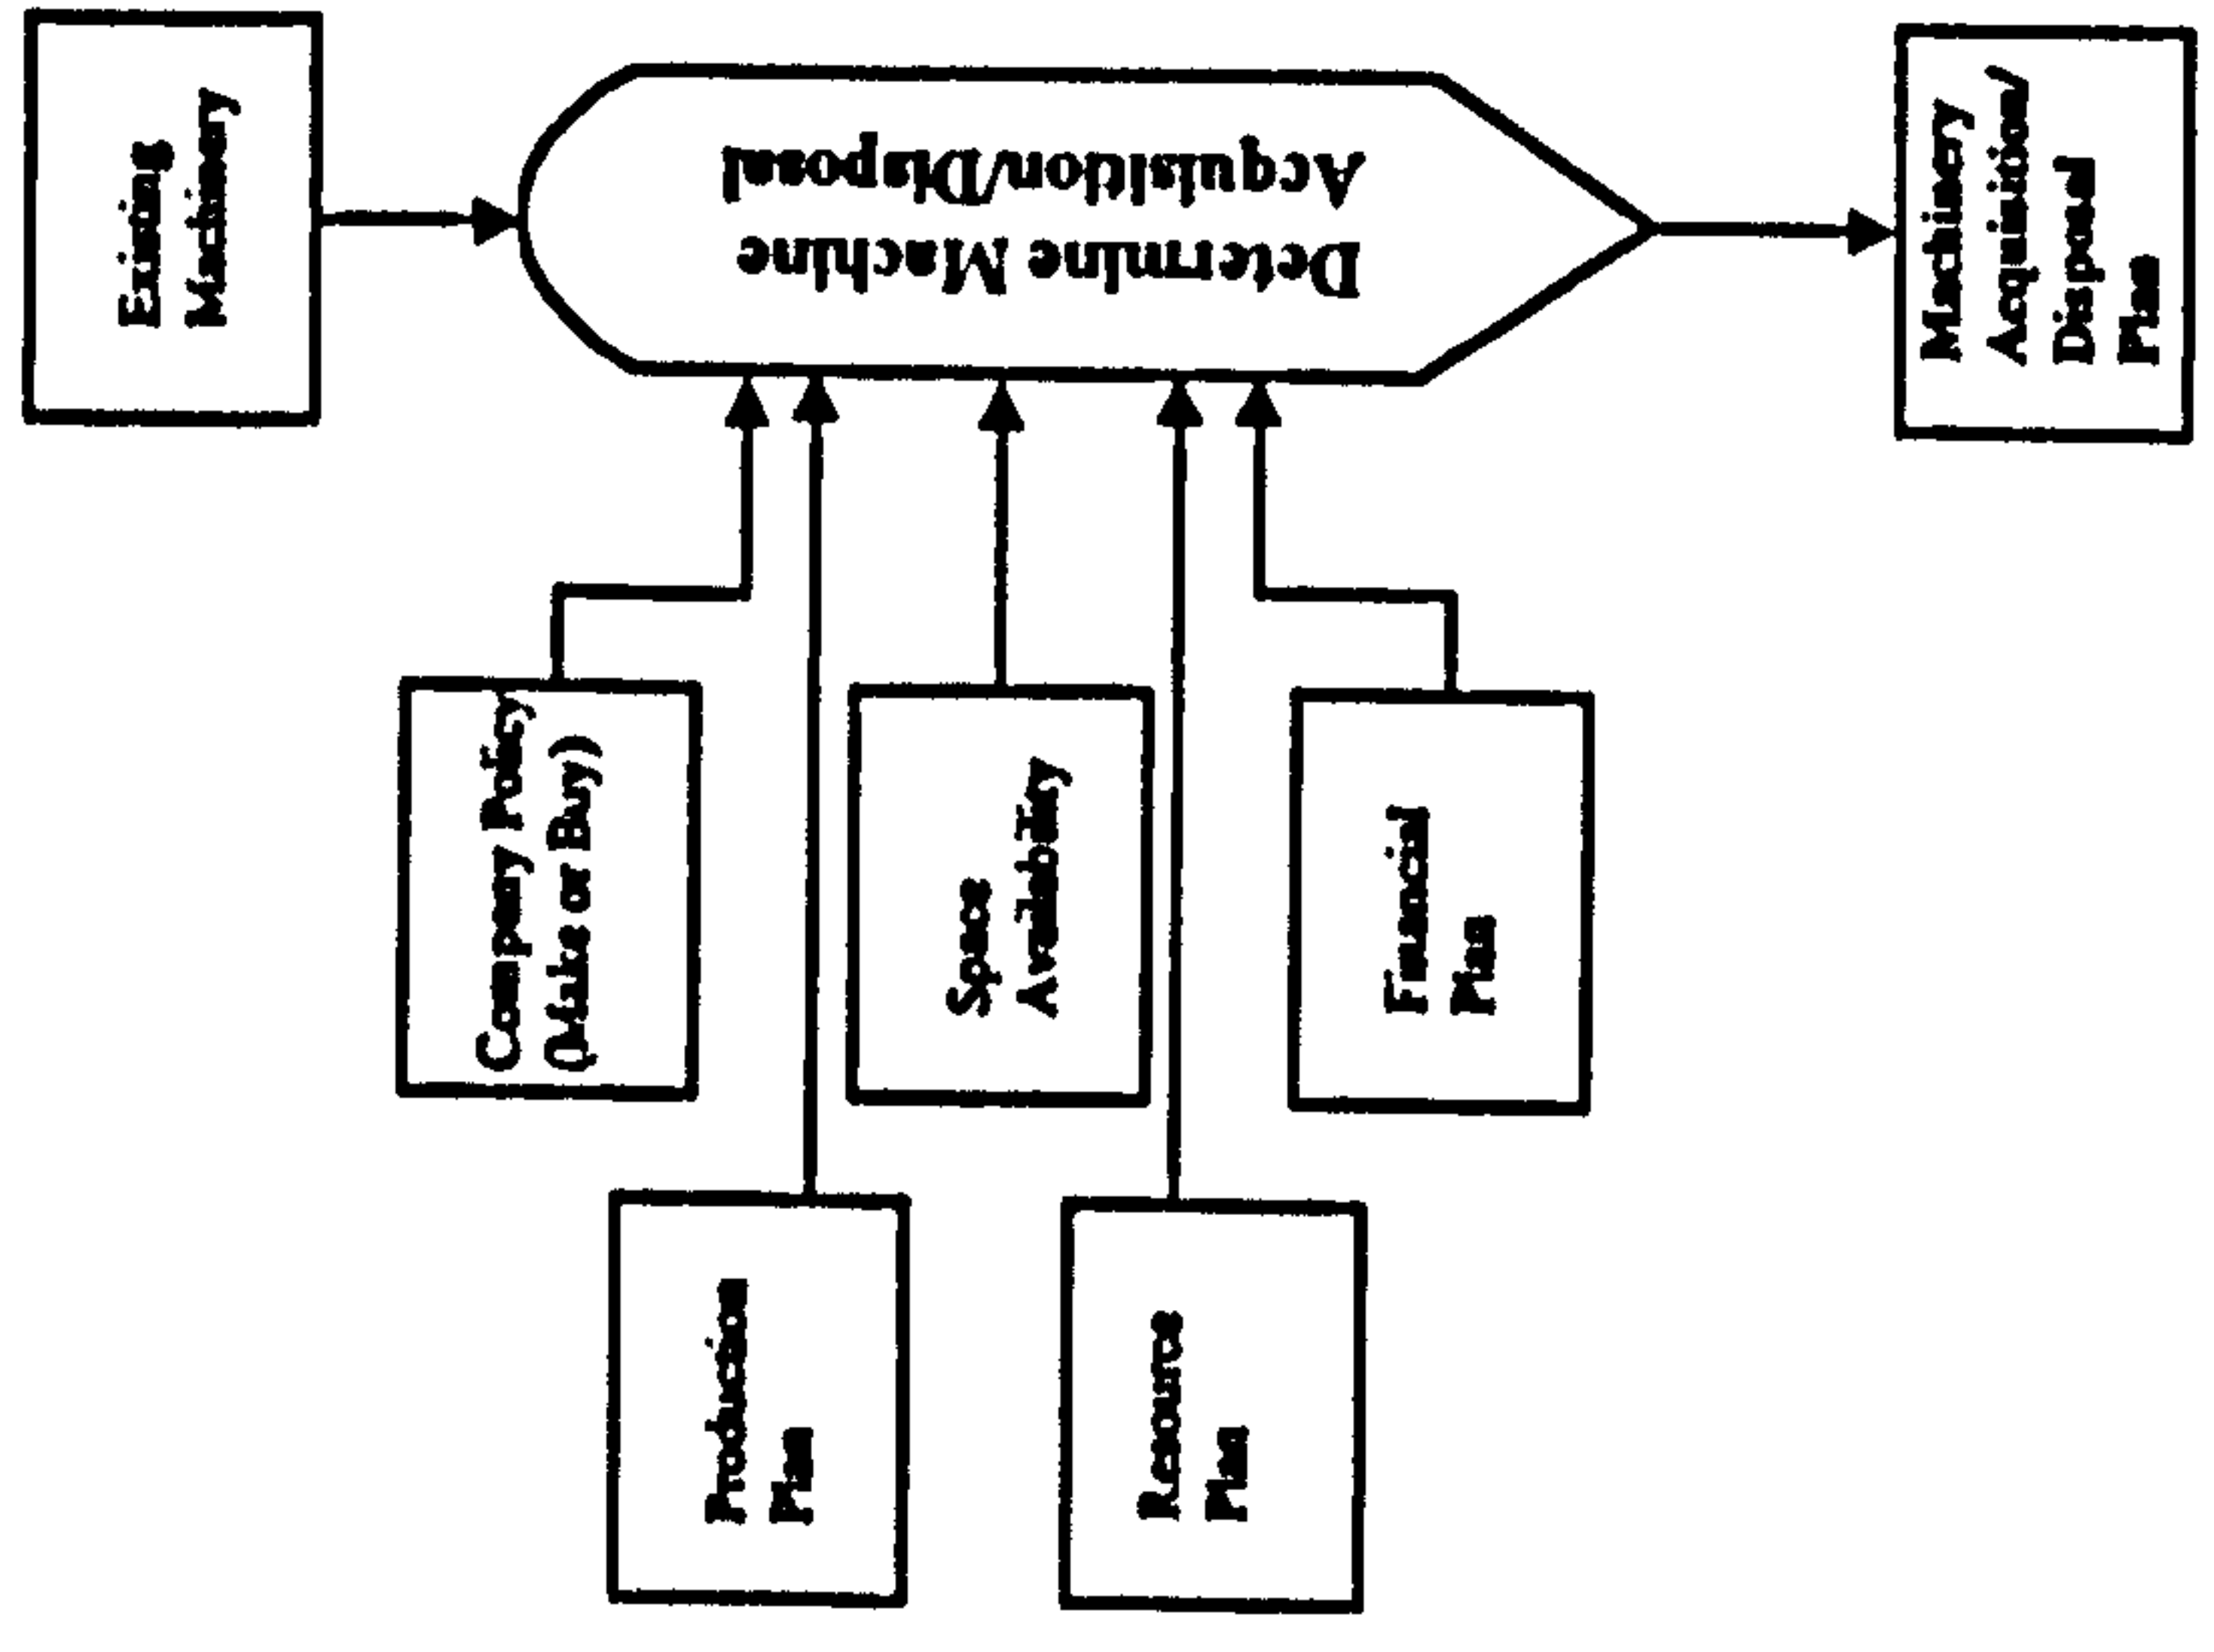 Existing
Machinery
Determine Machine
Acquisition/Disposal
Machinery
Acquisition/
Disposal
Plan
Company Policy
(Make or Buy)
Space
Availability
Financial
Plan
Production
Plan
Resource
Plan